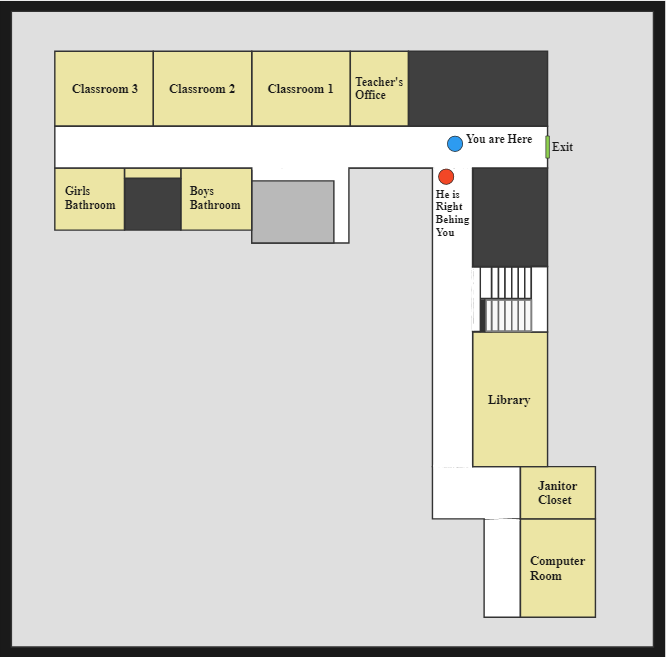 Classroom 3
Classroom 2
Classroom 1
Teacher's
Office
You are Here
Exit
Girls
Bathroom
Boys
Bathroom
He is
Right
Behing
You
Library
Janitor
Closet
Computer
Room